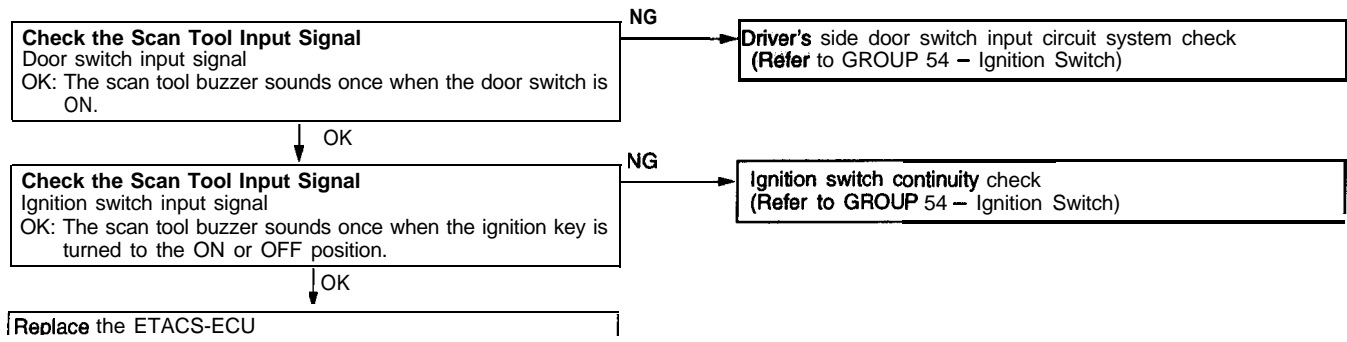 NG
Check the Scan Tool Input Signal
Door switch input signal
OK: The scan tool buzzer sounds once when the door switch is
ON.
Driver's side door switch input circuit system check
(Refer to GROUP 54 – Ignition Switch)
OK
NG
Check the Scan Tool Input Signal
Ignition switch input signal
OK: The scan tool buzzer sounds once when the ignition key is
turned to the ON or OFF position.
Ignition switch continuity check
(Refer to GROUP 54 – Ignition Switch)
OK
Replace the ETACS-ECU